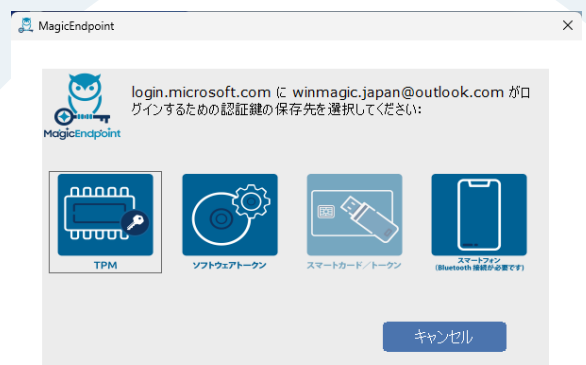 MagicEndpoint
login.microsoft.com に winmagic.japan@outlook.com がロ
グインするための認証鍵の保存先を選択してください:
MagicEndpoint
TPM
ソフトウェアトークン
スマートカード／トークン
スマートフォン
(Bluetooth 接続が必要です)
キャンセル